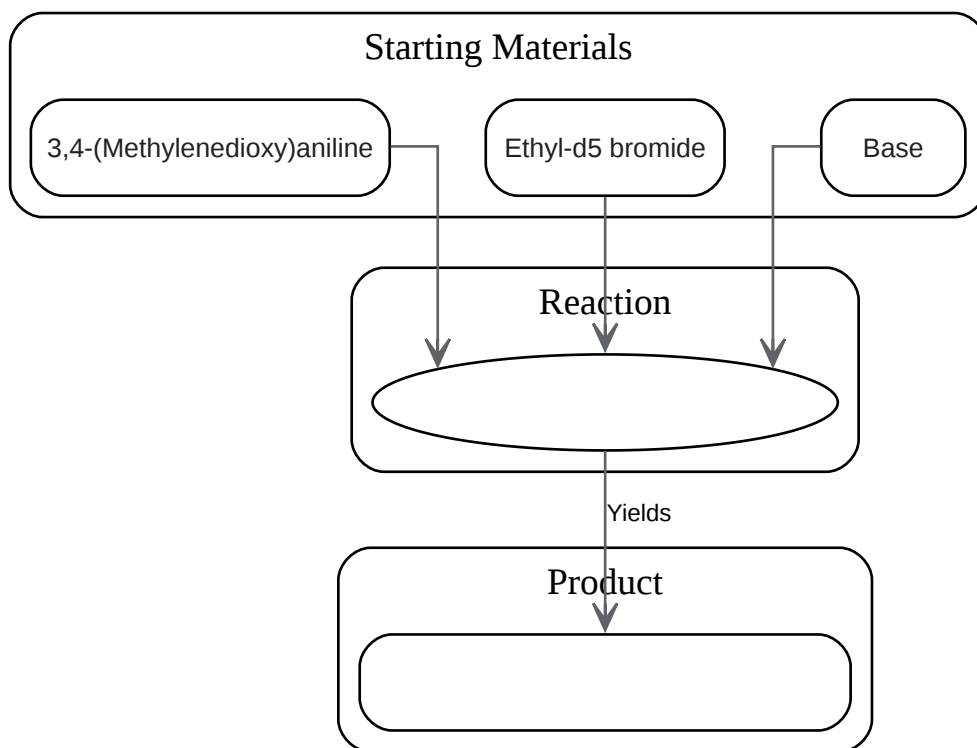 Starting Materials
3,4-(Methylenedioxy)aniline
Ethyl-d5 bromide
Base
Reaction
Yields
Product